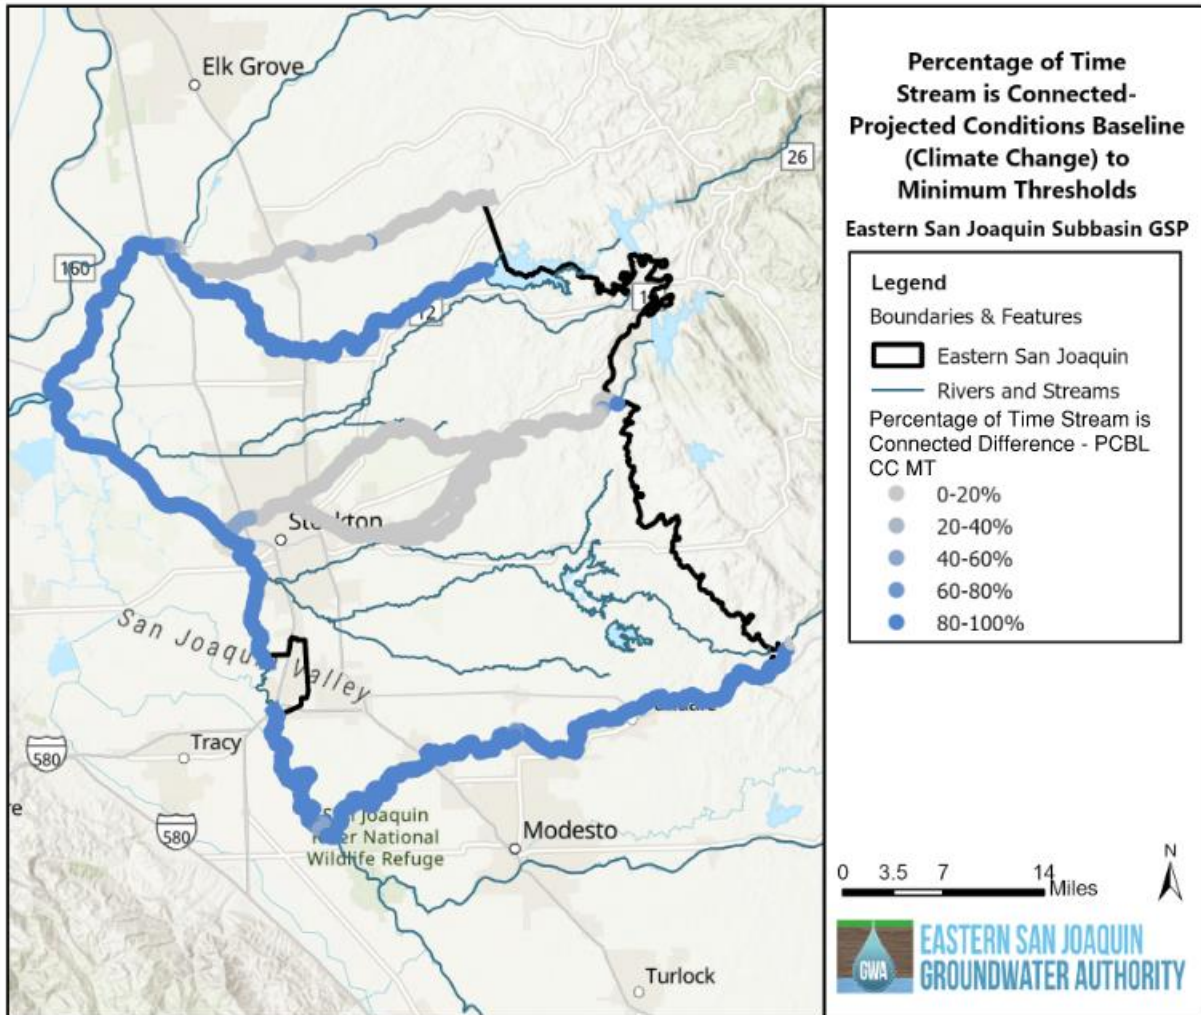 Elk Grove
26
160
12
Stockton
San Joaquin Valley
Tracy
580
580
San Joaquin
River National
Wildlife Refuge
Modesto
Turlock
re
Percentage of Time
Stream is Connected-
Projected Conditions Baseline
(Climate Change) to
Minimum Thresholds
Eastern San Joaquin Subbasin GSP
Legend
Boundaries & Features
Eastern San Joaquin
Rivers and Streams
Percentage of Time Stream is
Connected Difference - PCBL
CC MT
0-20%
20-40%
40-60%
60-80%
80-100%
N
0 3.5 7 14
Miles
GWA
EASTERN SAN JOAQUIN
GROUNDWATER AUTHORITY